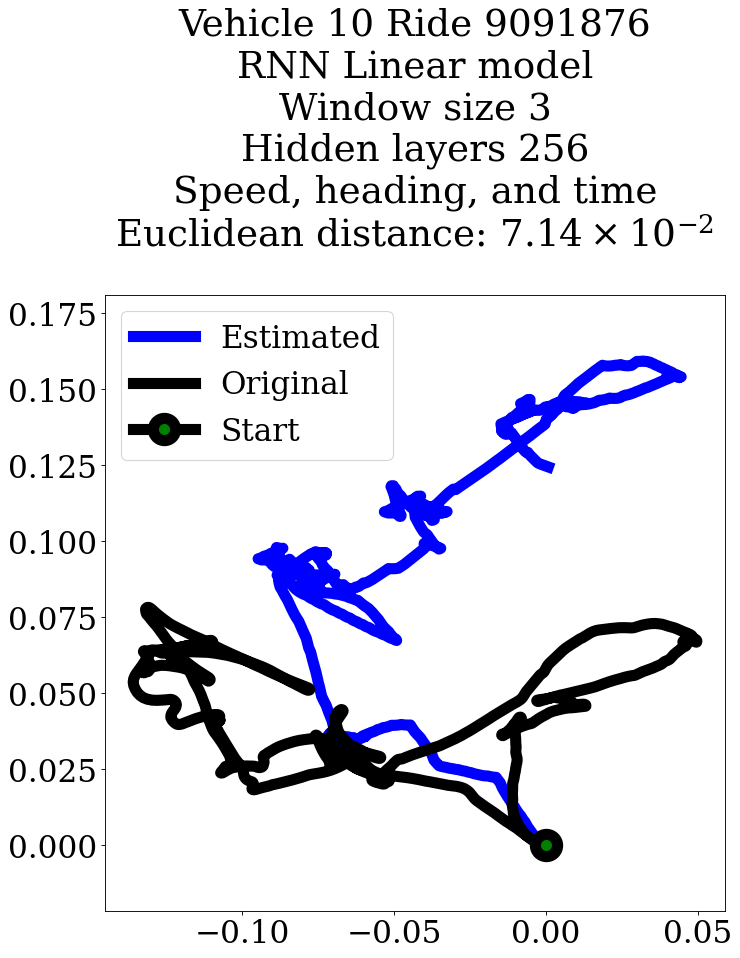 Vehicle 10 Ride 9091876
RNN Linear model
Window size 3
Hidden layers 256
Speed, heading, and time
Euclidean distance: 7.14 × 10⁻²
0.175
0.150
0.125
0.100
0.075
0.050
0.025
0.000
Estimated
Original
Start
−0.10
−0.05
0.00
0.05